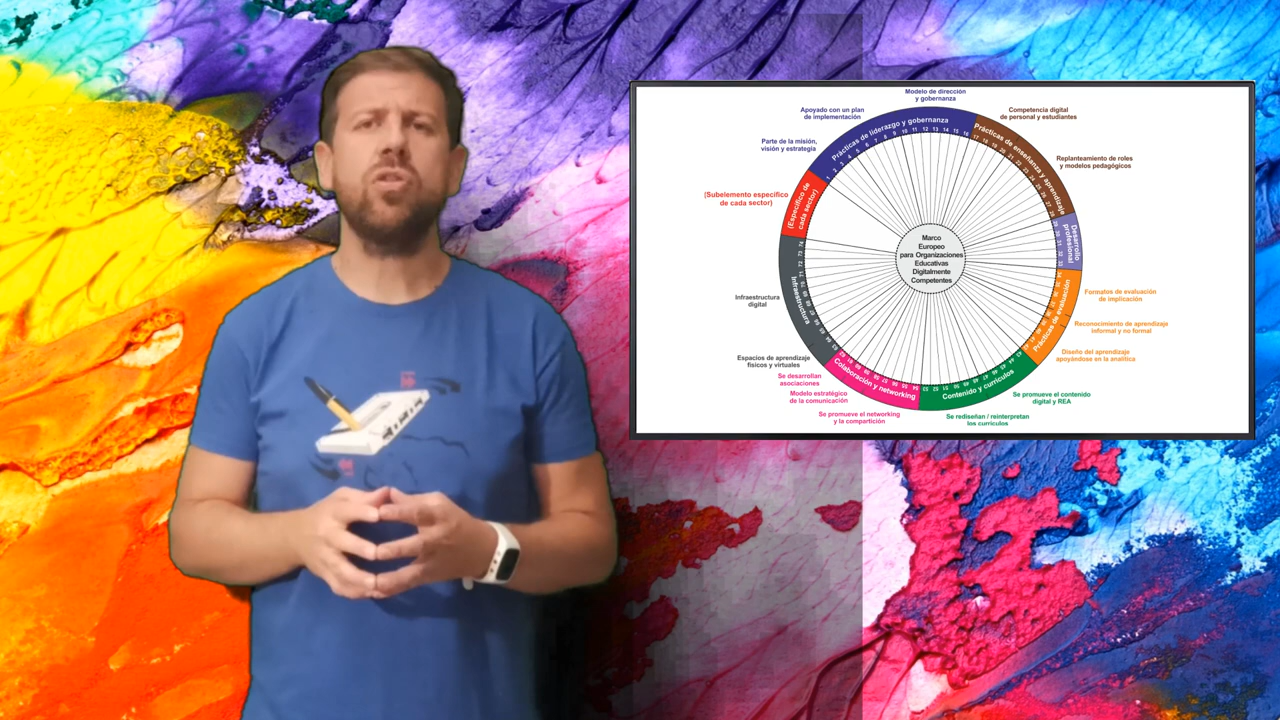 Modelo de dirección
y gobernanza
Apoyado con un plan
de implementación
Competencia digital
de personal y estudiantes
Parte de la misión,
visión y estrategia
Replanteamiento de roles
y modelos pedagógicos
(Subelemento específico
de cada sector)
Prácticas de liderazgo y gobernanza
Prácticas de enseñanza y aprendizaje
(Específico de
cada sector)
Desarrollo
profesional
Marco
Europeo
para Organizaciones
Educativas
Digitalmente
Competentes
Infraestructura
digital
Infraestructura
Prácticas de evaluación
Formatos de evaluación
de implicación
Reconocimiento de aprendizaje
informal y no formal
Diseño del aprendizaje
apoyándose en la analítica
Espacios de aprendizaje
físicos y virtuales
Colaboración y networking
Contenido y currículos
Se desarrollan
asociaciones
Modelo estratégico
de la comunicación
Se promueve el contenido
digital y REA
Se promueve el networking
y la compartición
Se rediseñan / reinterpretan
los currículos